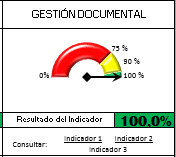 GESTIÓN DOCUMENTAL
75 %
90 %
0%
100 %
Resultado del Indicador 100,0%
Consultar: Indicador 1 Indicador 2
Indicador 3